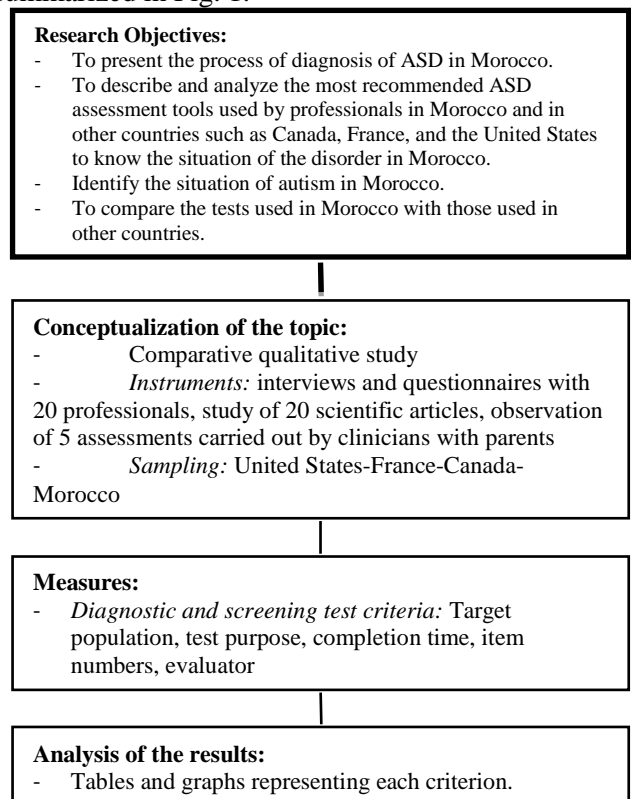 summarized in Fig. 1.
Research Objectives:
- To present the process of diagnosis of ASD in Morocco.
- To describe and analyze the most recommended ASD
assessment tools used by professionals in Morocco and in
other countries such as Canada, France, and the United States
to know the situation of the disorder in Morocco.
- Identify the situation of autism in Morocco.
- To compare the tests used in Morocco with those used in
other countries.
Conceptualization of the topic:
- Comparative qualitative study
- Instruments: interviews and questionnaires with
20 professionals, study of 20 scientific articles, observation
of 5 assessments carried out by clinicians with parents
- Sampling: United States-France-Canada-
Morocco
Measures:
- Diagnostic and screening test criteria: Target
population, test purpose, completion time, item
numbers, evaluator
Analysis of the results:
- Tables and graphs representing each criterion.